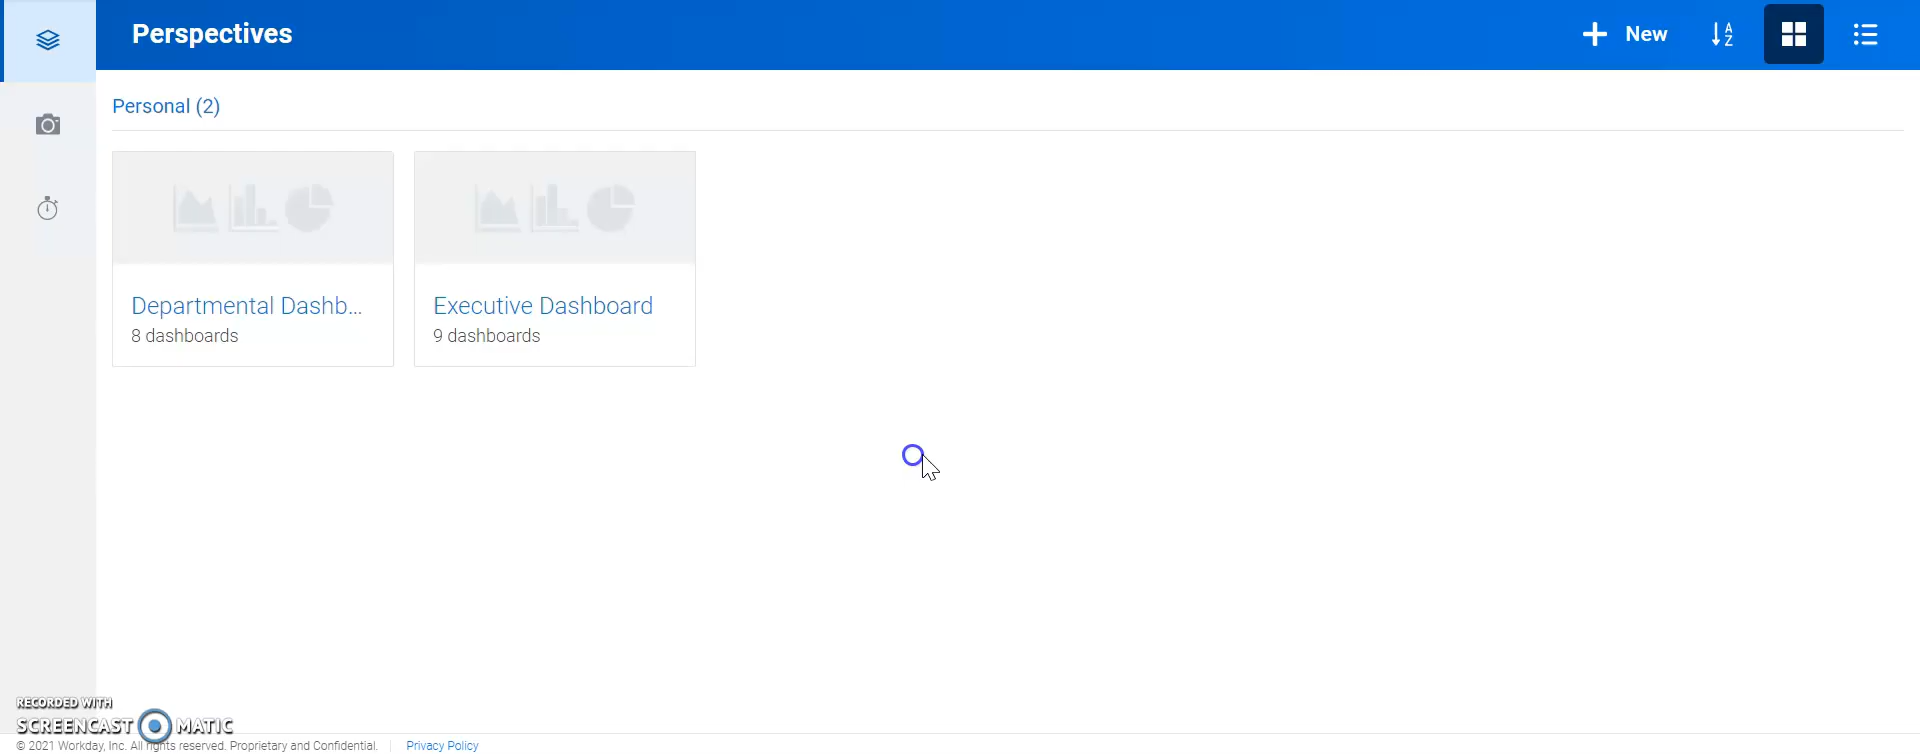 Perspectives
New
A
Z
Personal (2)
Departmental Dashb...
8 dashboards
Executive Dashboard
9 dashboards
RECORDED WITH
SCREENCAST MATIC
© 2021 Workday, Inc. All rights reserved. Proprietary and Confidential. | Privacy Policy